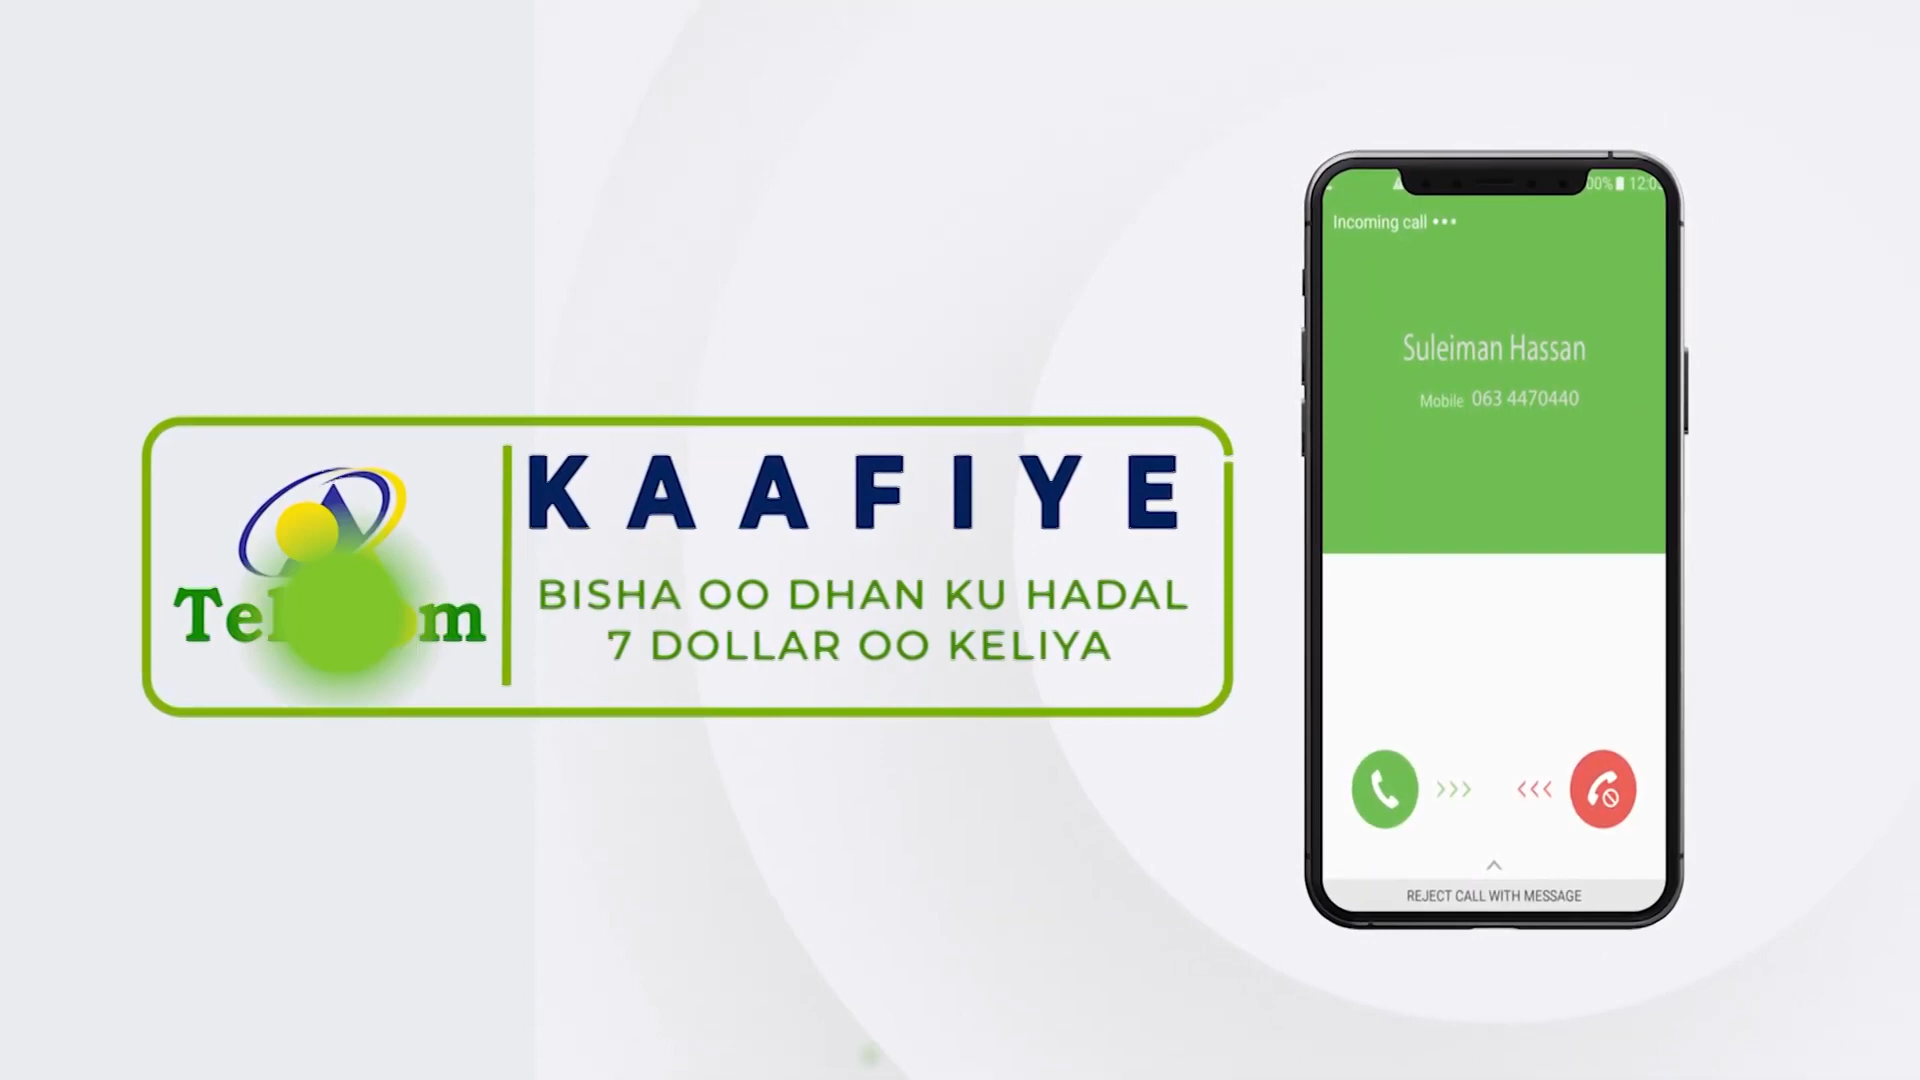 KAAFIYE
BISHA OO DHAN KU HADAL
7 DOLLAR OO KELIYA
Incoming call •••
Suleiman Hassan
Mobile 063 4470440
REJECT CALL WITH MESSAGE